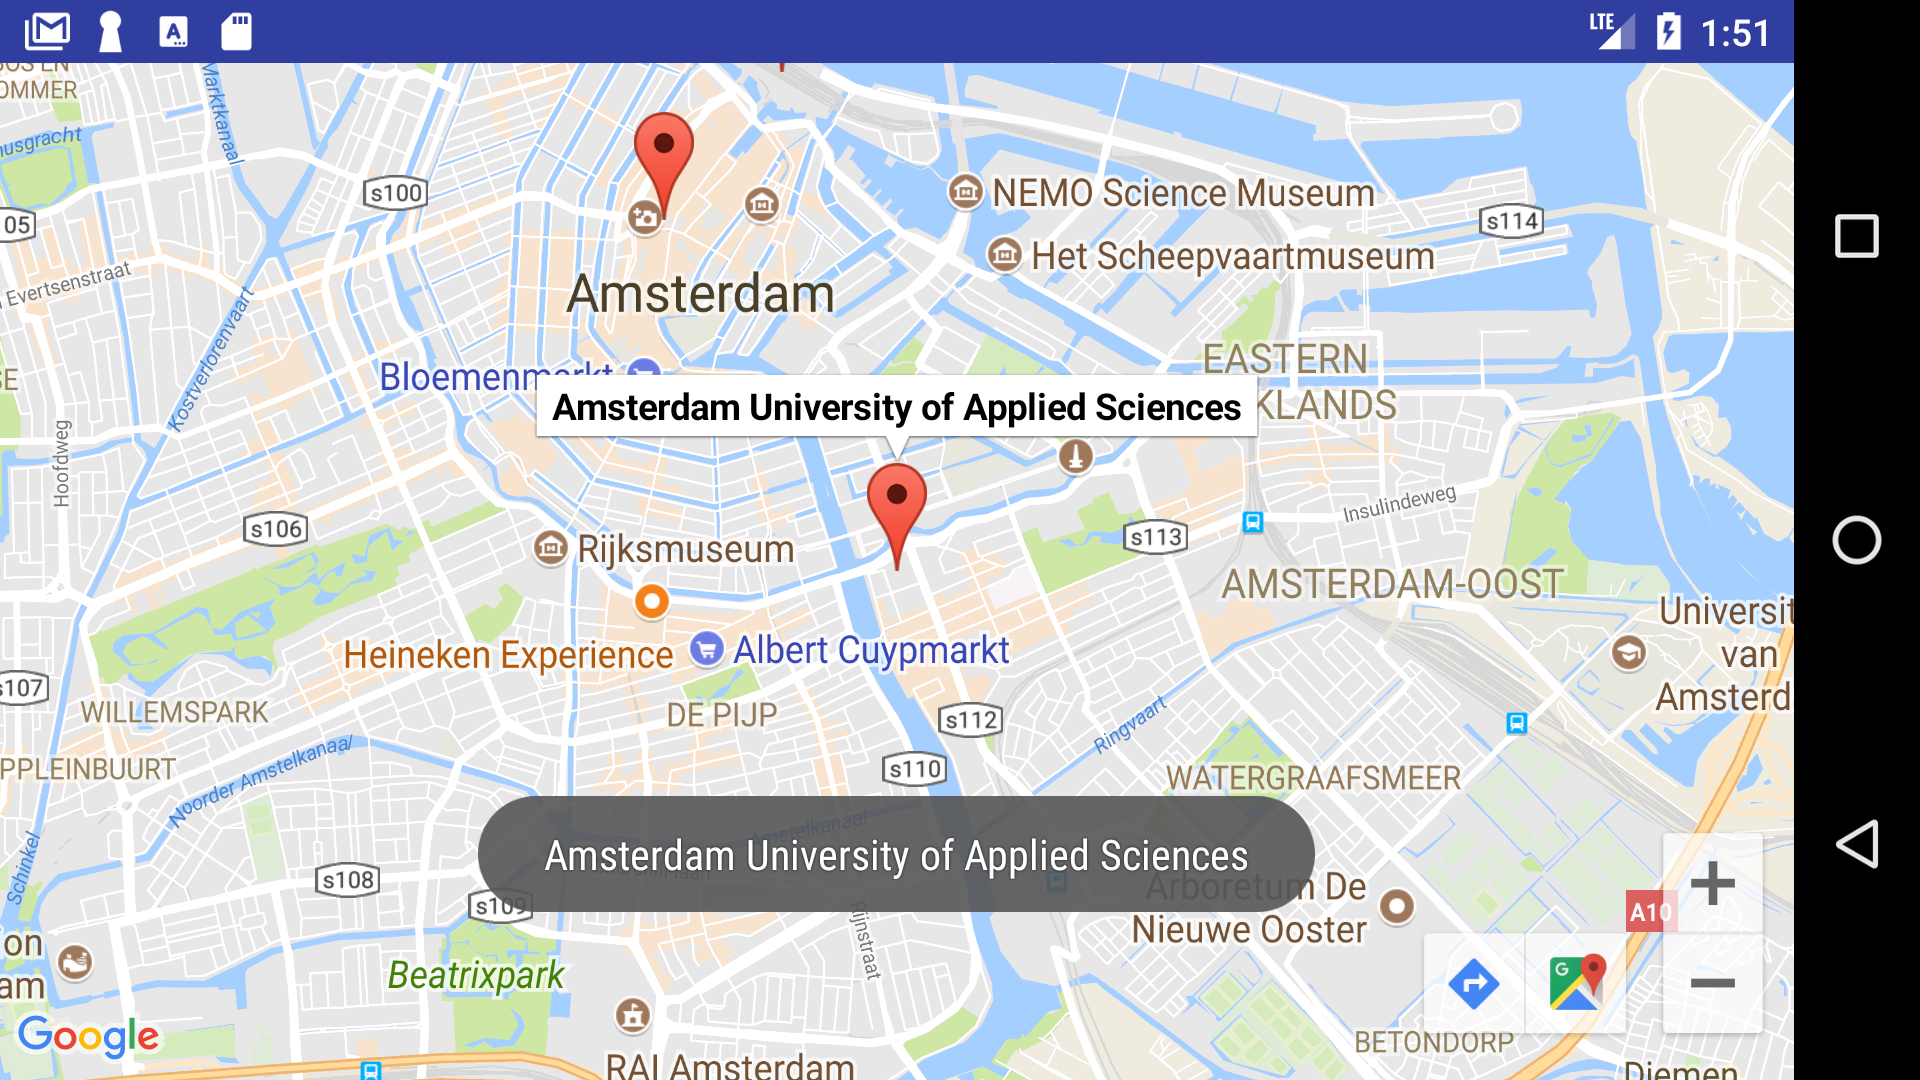 LTE 1:51
OMMER
Marktkanaal
usgracht
s100
NEMO Science Museum
s114
05
Het Scheepvaartmuseum
Evertsenstraat
Amsterdam
Kostverlorenvaart
EASTERN
KLANDS
Bloemenmarkt
Amsterdam University of Applied Sciences
Hoofdweg
Insulindeweg
s106
s113
Rijksmuseum
AMSTERDAM-OOST
Universit
van
Amsterd
Heineken Experience
Albert Cuypmarkt
s107
WILLEMSPARK
DE PIJP
s112
Ringvaart
PPLEINBUURT
Noorder Amstelkanaal
s110
WATERGRAAFSMEER
Amstelkanaal
Amsterdam University of Applied Sciences
Schinkel
s108
s109
Arboretum De
Nieuwe Ooster
A10
Rijnstraat
on
am
Beatrixpark
G
Google
BETONDORP
RAI Amsterdam
Diemen